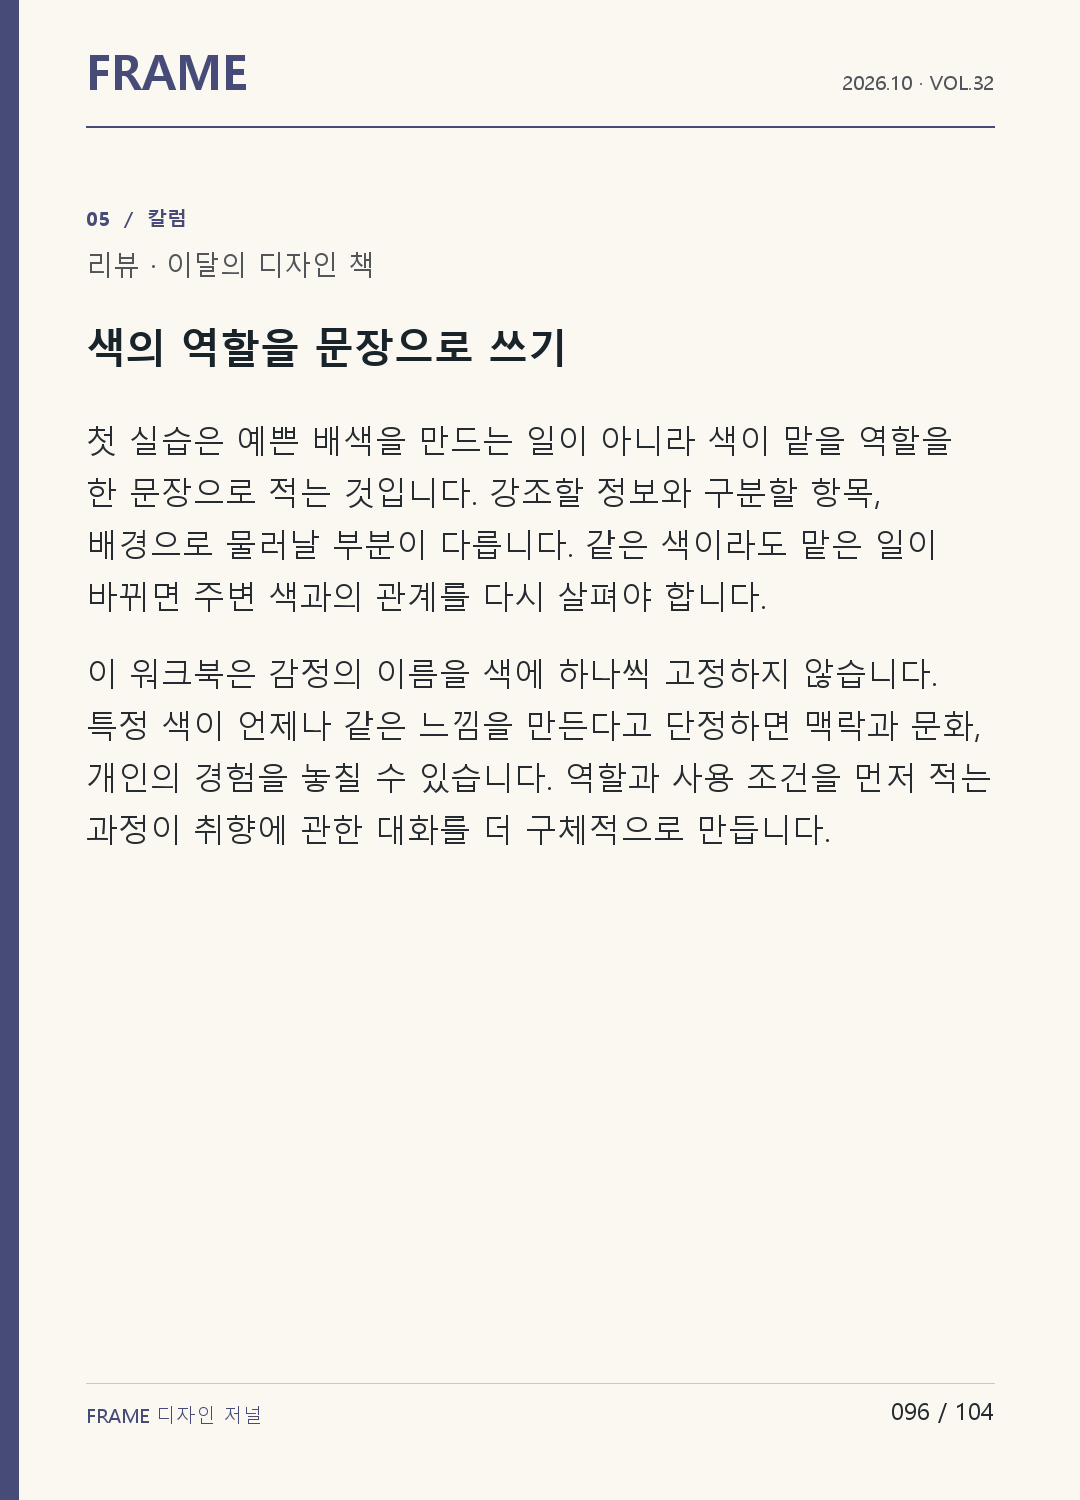 FRAME
2026.10 · VOL.32
05 / 칼럼
리뷰 · 이달의 디자인 책
색의 역할을 문장으로 쓰기
첫 실습은 예쁜 배색을 만드는 일이 아니라 색이 맡을 역할을
한 문장으로 적는 것입니다. 강조할 정보와 구분할 항목,
배경으로 물러날 부분이 다릅니다. 같은 색이라도 맡은 일이
바뀌면 주변 색과의 관계를 다시 살펴야 합니다.
이 워크북은 감정의 이름을 색에 하나씩 고정하지 않습니다.
특정 색이 언제나 같은 느낌을 만든다고 단정하면 맥락과 문화,
개인의 경험을 놓칠 수 있습니다. 역할과 사용 조건을 먼저 적는
과정이 취향에 관한 대화를 더 구체적으로 만듭니다.
FRAME 디자인 저널
096 / 104